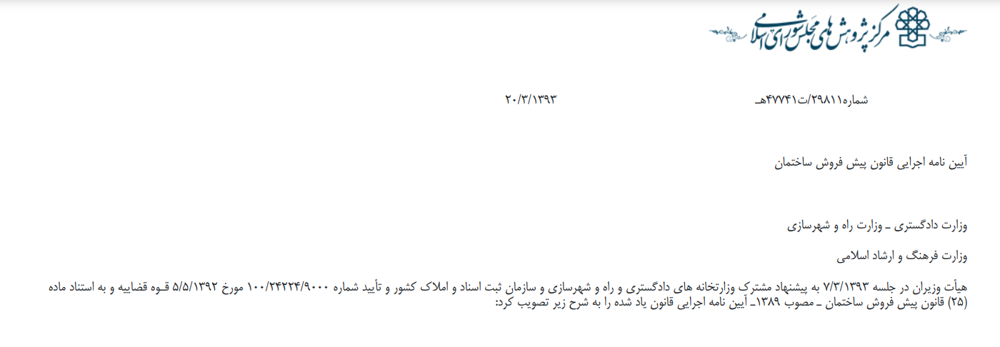 مرکز پژوهش های مجلس شورای اسلامی
شماره۲۹۸۱۱/ت۴۷۷۴۱هـ ۲۰/۳/۱۳۹۳
آیین نامه اجرایی قانون پیش فروش ساختمان
وزارت دادگستری ـ وزارت راه و شهرسازی
وزارت فرهنگ و ارشاد اسلامی
هیأت وزیران در جلسه ۷/۳/۱۳۹۳ به پیشنهاد مشترک وزارتخانه های دادگستری و راه و شهرسازی و سازمان ثبت اسناد و املاک کشور و تأیید شماره ۱۰۰/۲۴۲۲۴/۹۰۰۰ مورخ ۵/۵/۱۳۹۲ قـوه قضاییه و به استناد ماده
(۲۵) قانون پیش فروش ساختمان ـ مصوب ۱۳۸۹ـ آیین نامه اجرایی قانون یاد شده را به شرح زیر تصویب کرد: